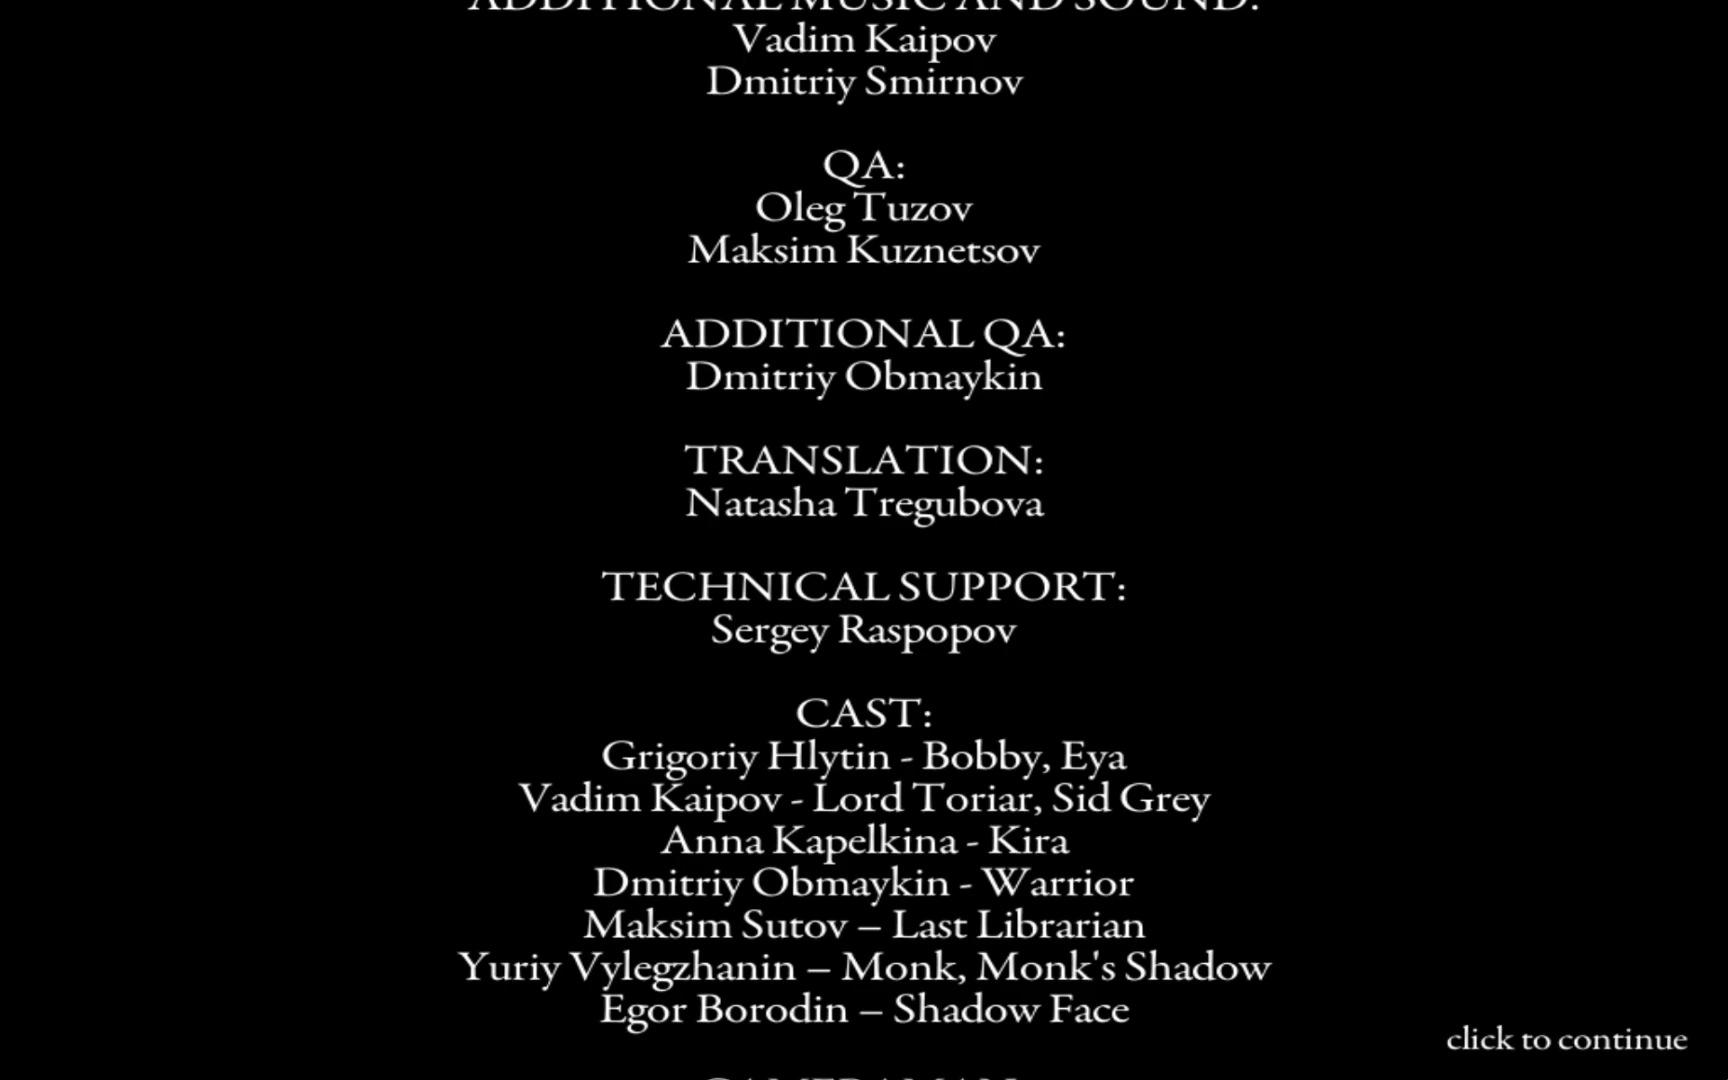 ADDITIONAL MUSIC AND SOUND:
Vadim Kaipov
Dmitriy Smirnov
QA:
Oleg Tuzov
Maksim Kuznetsov
ADDITIONAL QA:
Dmitriy Obmaykin
TRANSLATION:
Natasha Tregubova
TECHNICAL SUPPORT:
Sergey Raspopov
CAST:
Grigoriy Hlytin - Bobby, Eya
Vadim Kaipov - Lord Toriar, Sid Grey
Anna Kapelkina - Kira
Dmitriy Obmaykin - Warrior
Maksim Sutov – Last Librarian
Yuriy Vylegzhanin – Monk, Monk's Shadow
Egor Borodin – Shadow Face
click to continue